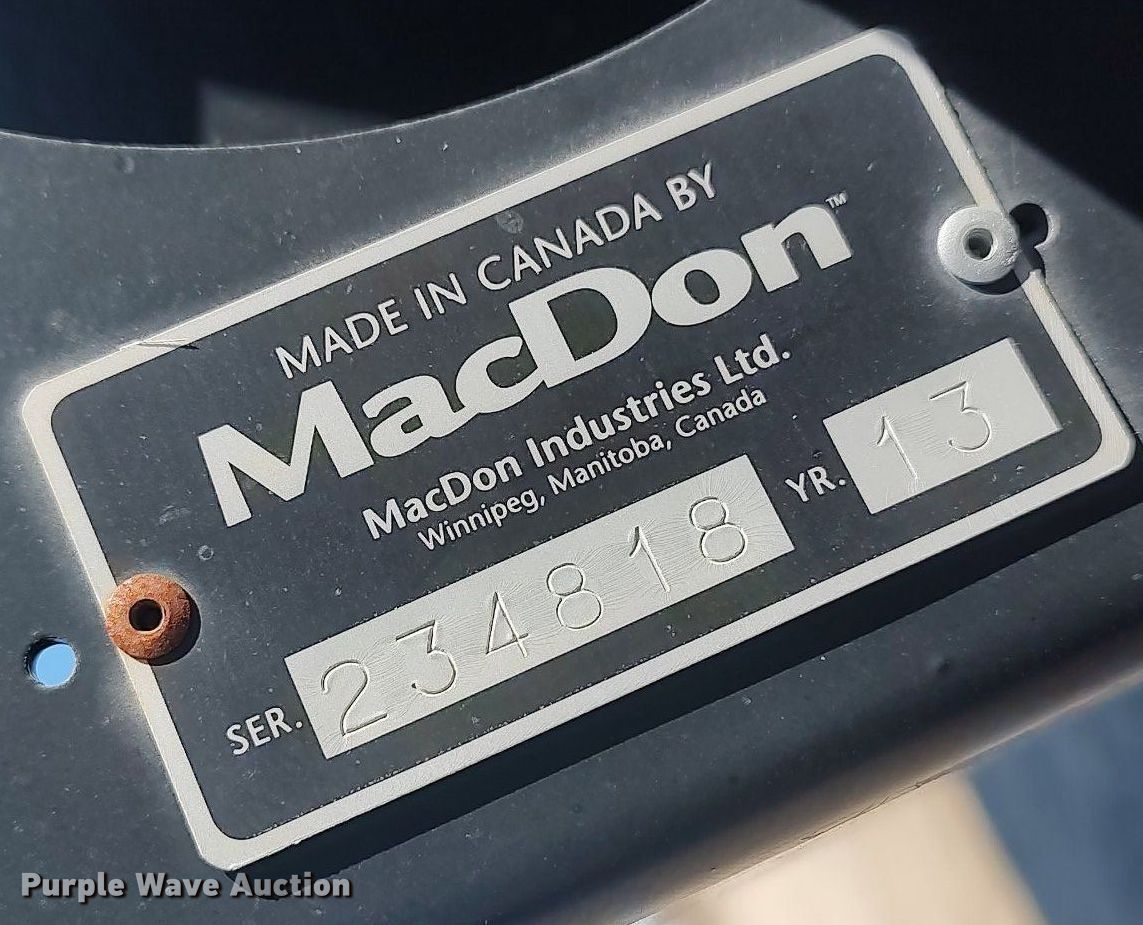 MADE IN CANADA BY
MacDon™
MacDon Industries Ltd.
Winnipeg, Manitoba, Canada
SER. 234818 YR. 13
Purple Wave Auction